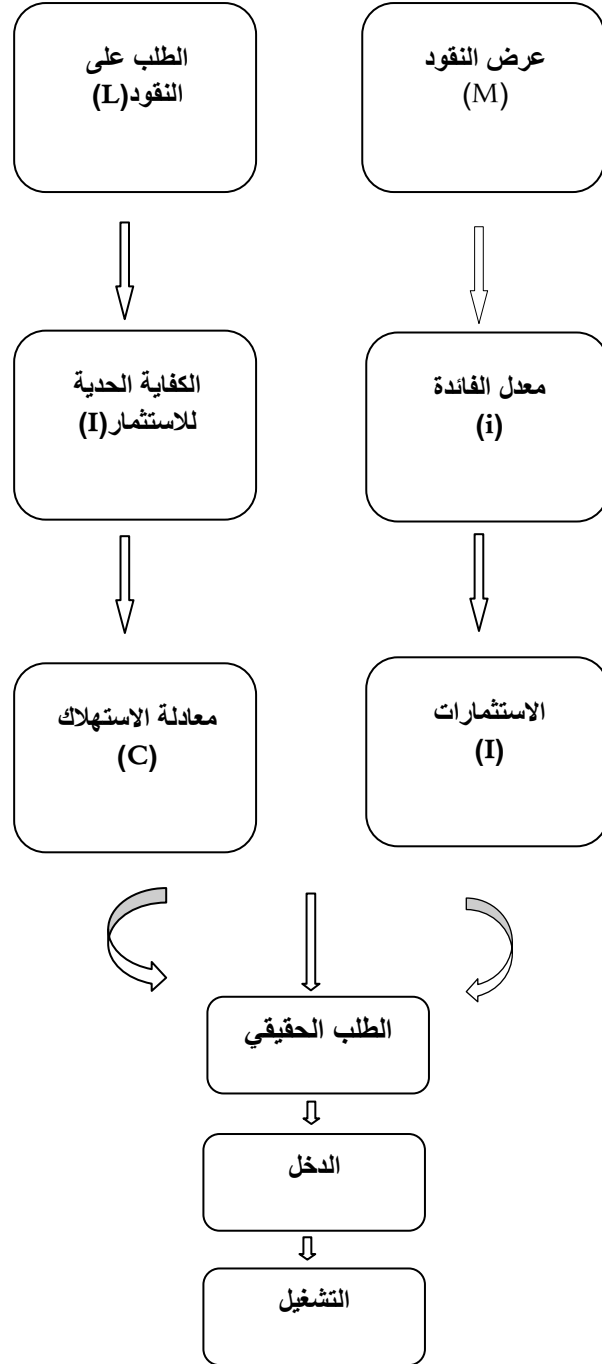 عرض النقود
(M)
الطلب على
النقود(L)
معدل الفائدة
(i)
الكفاية الحدية
للاستثمار(I)
الاستثمارات
(I)
معادلة الاستهلاك
(C)
الطلب الحقيقي
الدخل
التشغيل